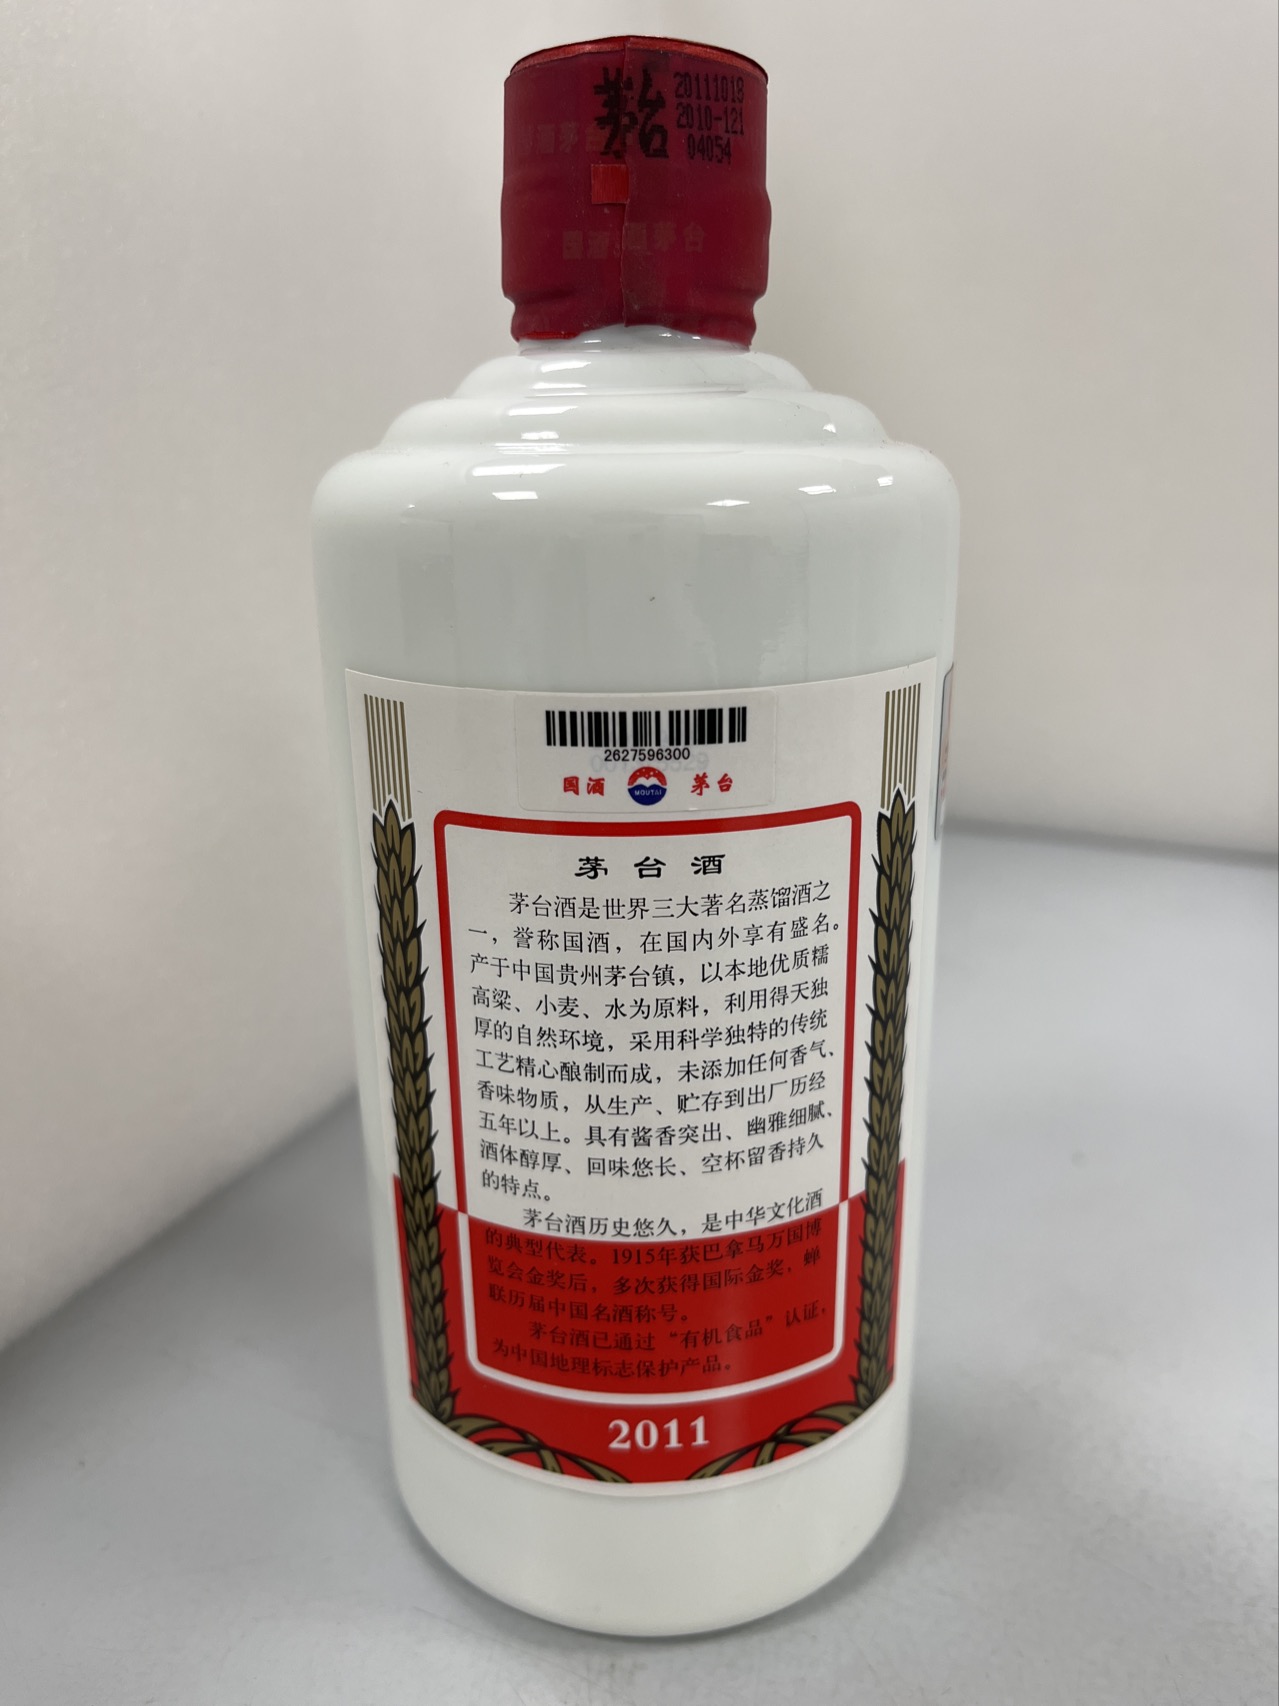 茅台
20111018
2010-121
04054
国酒茅台
2627596300
国酒
MOUTAI
茅台
茅台酒
茅台酒是世界三大著名蒸馏酒之
一，誉称国酒，在国内外享有盛名。
产于中国贵州茅台镇，以本地优质糯
高粱、小麦、水为原料，利用得天独
厚的自然环境，采用科学独特的传统
工艺精心酿制而成，未添加任何香气、
香味物质，从生产、贮存到出厂历经
五年以上。具有酱香突出、幽雅细腻、
酒体醇厚、回味悠长、空杯留香持久
的特点。
茅台酒历史悠久，是中华文化酒
的典型代表。1915年获巴拿马万国博
览会金奖后，多次获得国际金奖，蝉
联历届中国名酒称号。
茅台酒已通过“有机食品”认证，
为中国地理标志保护产品。
2011